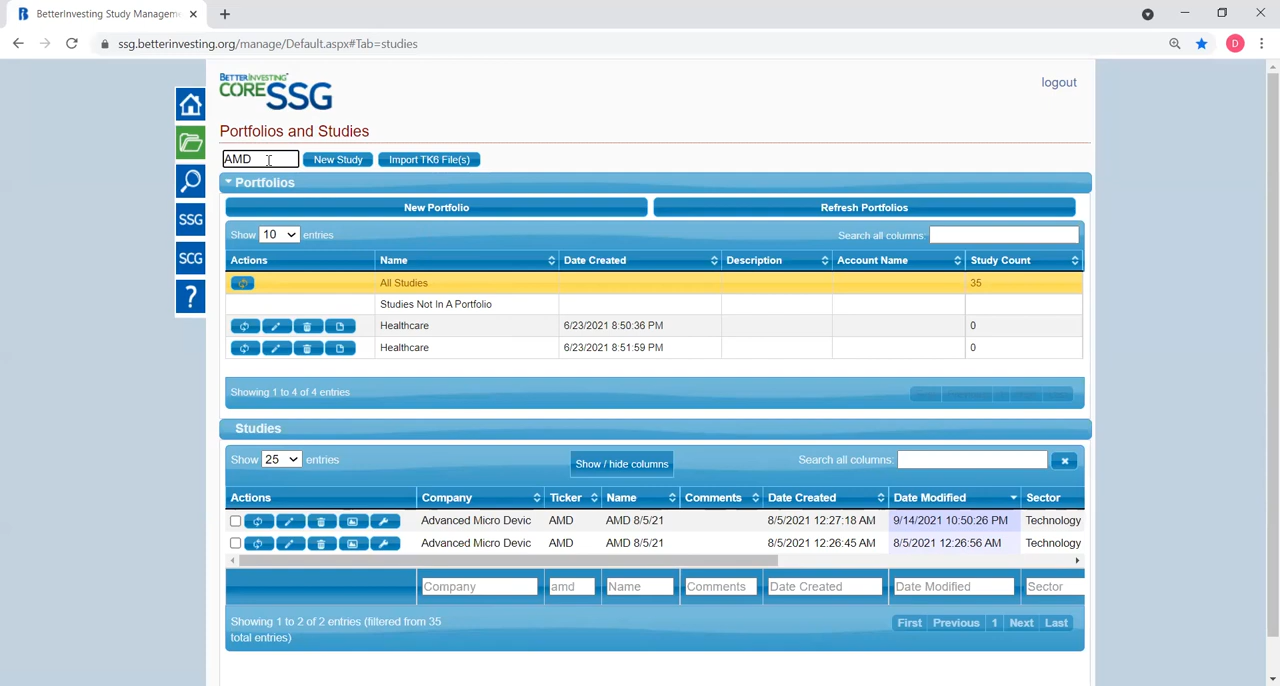 BetterInvesting Study Managem
ssg.betterinvesting.org/manage/Default.aspx#Tab=studies
D
BETTERINVESTING
CORE SSG
logout
Portfolios and Studies
AMD New Study Import TK6 File(s)
Portfolios
New Portfolio Refresh Portfolios
Show 10 entries Search all columns:
Actions Name Date Created Description Account Name Study Count
All Studies 35
Studies Not In A Portfolio
Healthcare 6/23/2021 8:50:36 PM 0
Healthcare 6/23/2021 8:51:59 PM 0
Showing 1 to 4 of 4 entries
SSG
SCG
?
Studies
Show 25 entries Show / hide columns Search all columns:
Actions Company Ticker Name Comments Date Created Date Modified Sector
Advanced Micro Devic AMD AMD 8/5/21 8/5/2021 12:27:18 AM 9/14/2021 10:50:26 PM Technology
Advanced Micro Devic AMD AMD 8/5/21 8/5/2021 12:26:45 AM 8/5/2021 12:26:56 AM Technology
Company amd Name Comments Date Created Date Modified Sector
Showing 1 to 2 of 2 entries (filtered from 35
total entries)
First Previous 1 Next Last